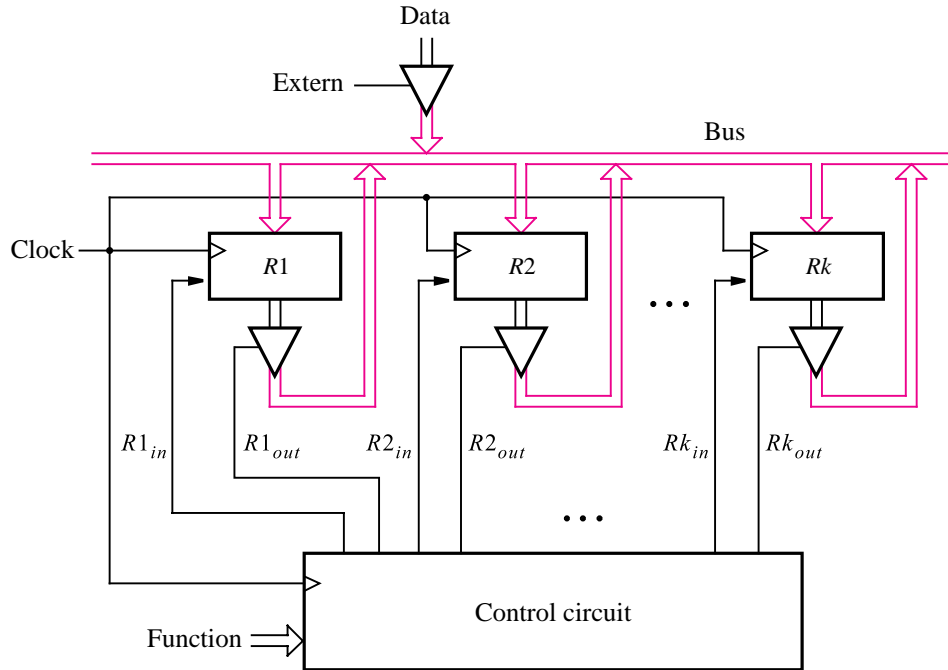 Data
Extern
Bus
Clock
R1
R2
Rk
• • •
R1in
R1out
R2in
R2out
Rkin
Rkout
• • •
Control circuit
Function